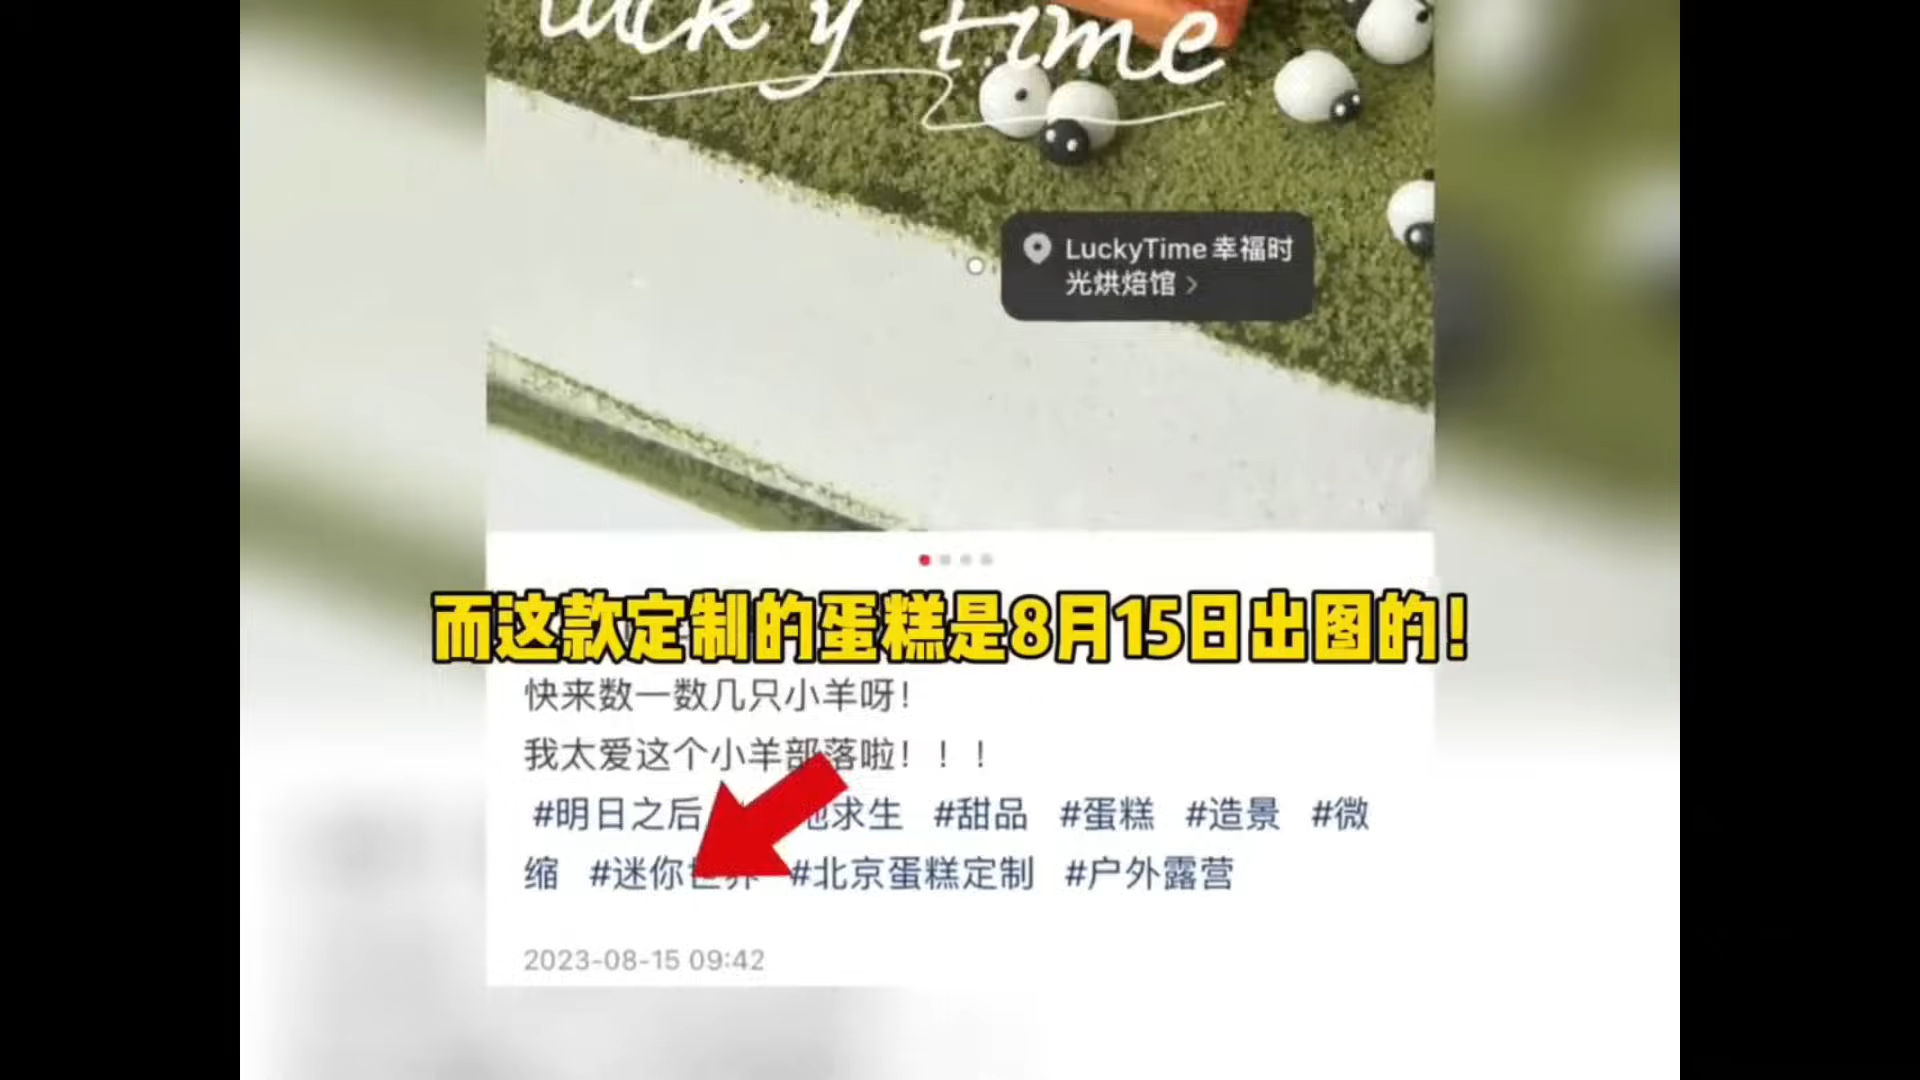 lucky time
LuckyTime幸福时
光烘焙馆 >
而这款定制的蛋糕是8月15日出图的！
快来数一数几只小羊呀！
我太爱这个小羊部落啦！！！
#明日之后 地求生 #甜品 #蛋糕 #造景 #微
缩 #迷你世界 #北京蛋糕定制 #户外露营
2023-08-15 09:42